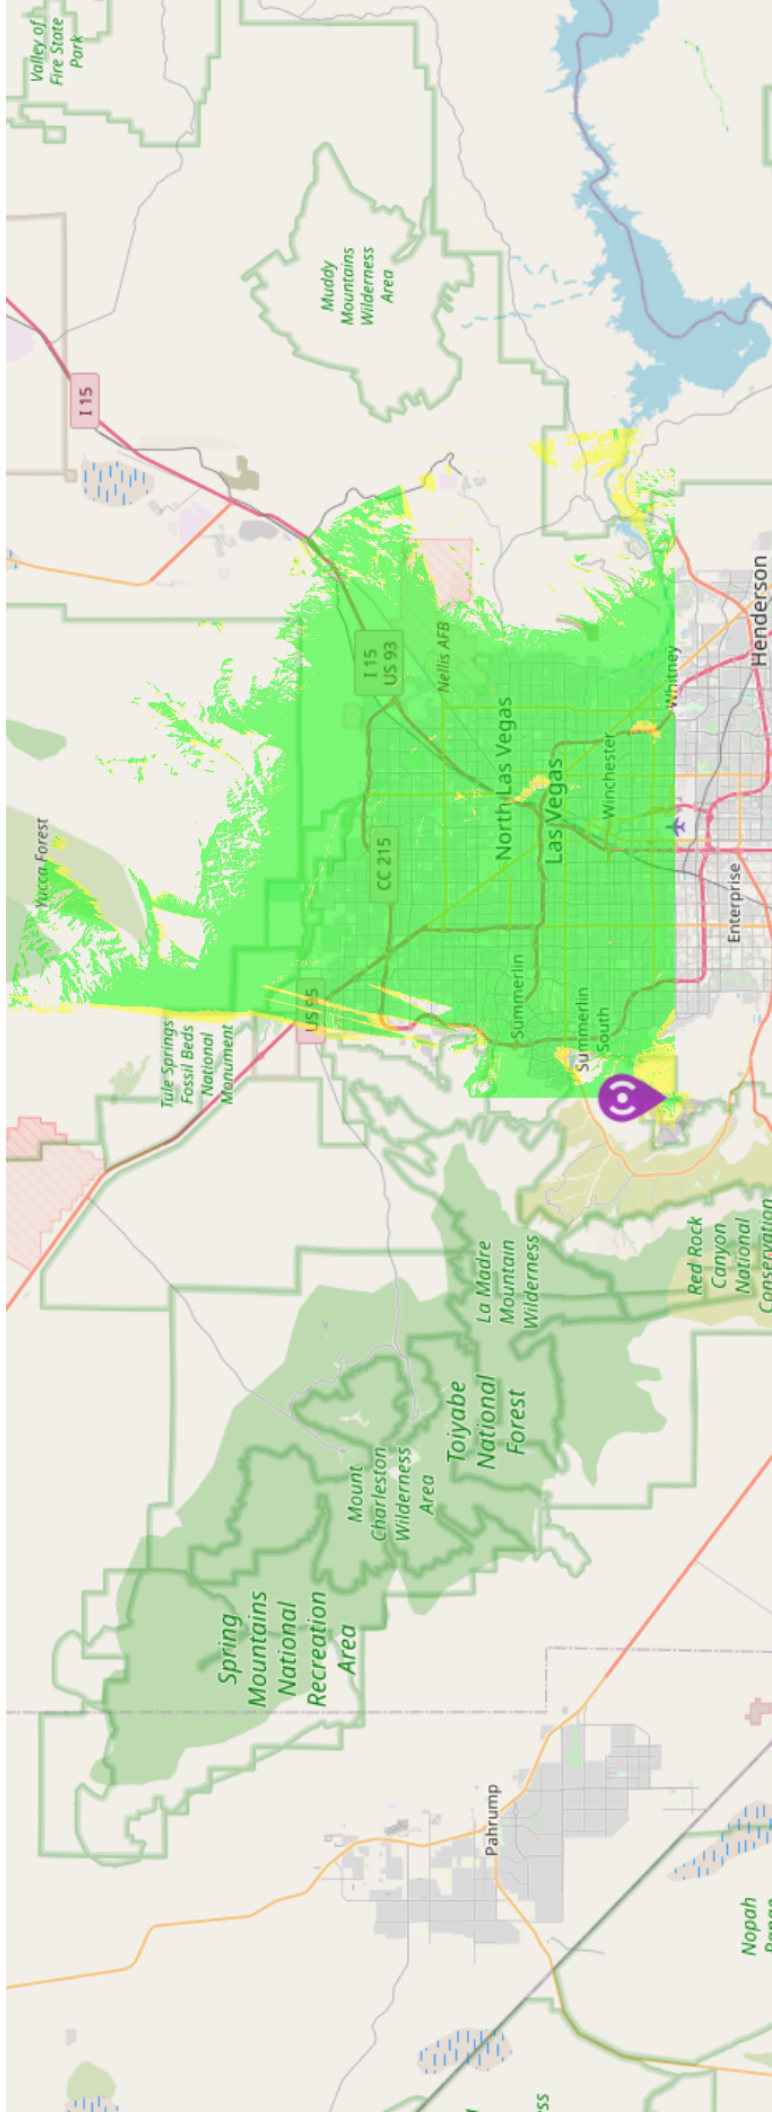 Valley of
Fire State
Park
Muddy
Mountains
Wilderness
Area
I 15
I 15
US 93
Nellis AFB
Henderson
Whitney
North Las Vegas
Las Vegas
Winchester
CC 215
Yucca Forest
Enterprise
Summerlin
Summerlin
South
US 95
Tule Springs
Fossil Beds
National
Monument
La Madre
Mountain
Wilderness
Red Rock
Canyon
National
Conservation
Toiyabe
National
Forest
Mount
Charleston
Wilderness
Area
Spring
Mountains
National
Recreation
Area
Pahrump
Nopah
ess